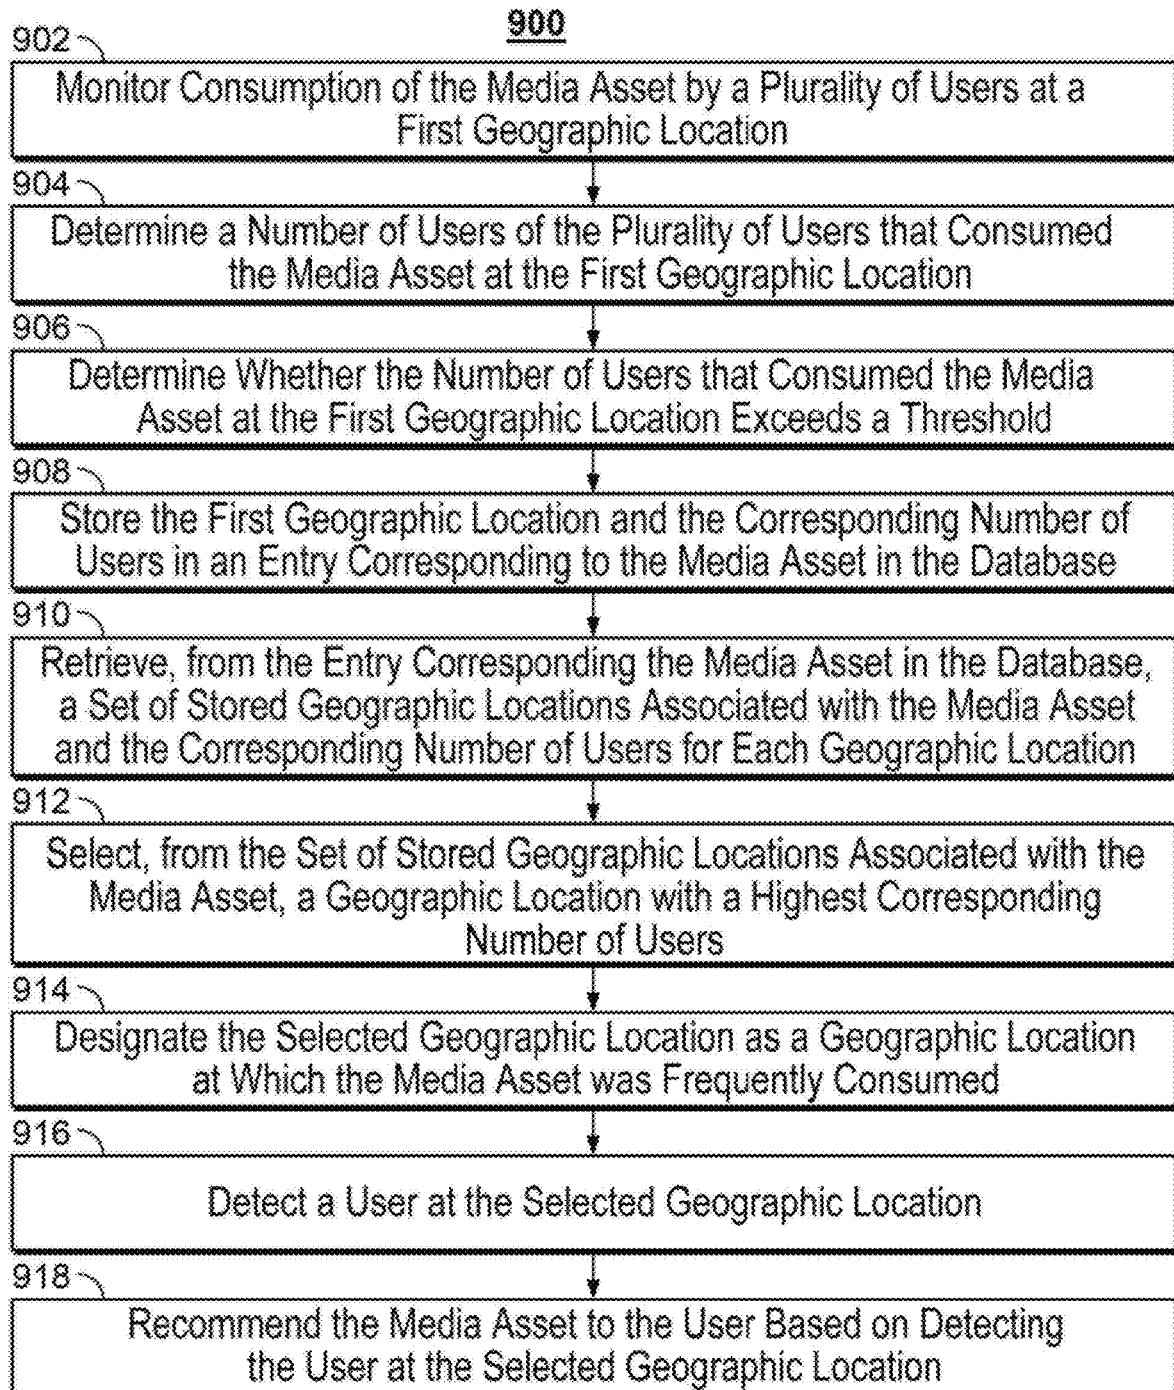 900
902
Monitor Consumption of the Media Asset by a Plurality of Users at a
First Geographic Location
904
Determine a Number of Users of the Plurality of Users that Consumed
the Media Asset at the First Geographic Location
906
Determine Whether the Number of Users that Consumed the Media
Asset at the First Geographic Location Exceeds a Threshold
908
Store the First Geographic Location and the Corresponding Number of
Users in an Entry Corresponding to the Media Asset in the Database
910
Retrieve, from the Entry Corresponding the Media Asset in the Database,
a Set of Stored Geographic Locations Associated with the Media Asset
and the Corresponding Number of Users for Each Geographic Location
912
Select, from the Set of Stored Geographic Locations Associated with the
Media Asset, a Geographic Location with a Highest Corresponding
Number of Users
914
Designate the Selected Geographic Location as a Geographic Location
at Which the Media Asset was Frequently Consumed
916
Detect a User at the Selected Geographic Location
918
Recommend the Media Asset to the User Based on Detecting
the User at the Selected Geographic Location